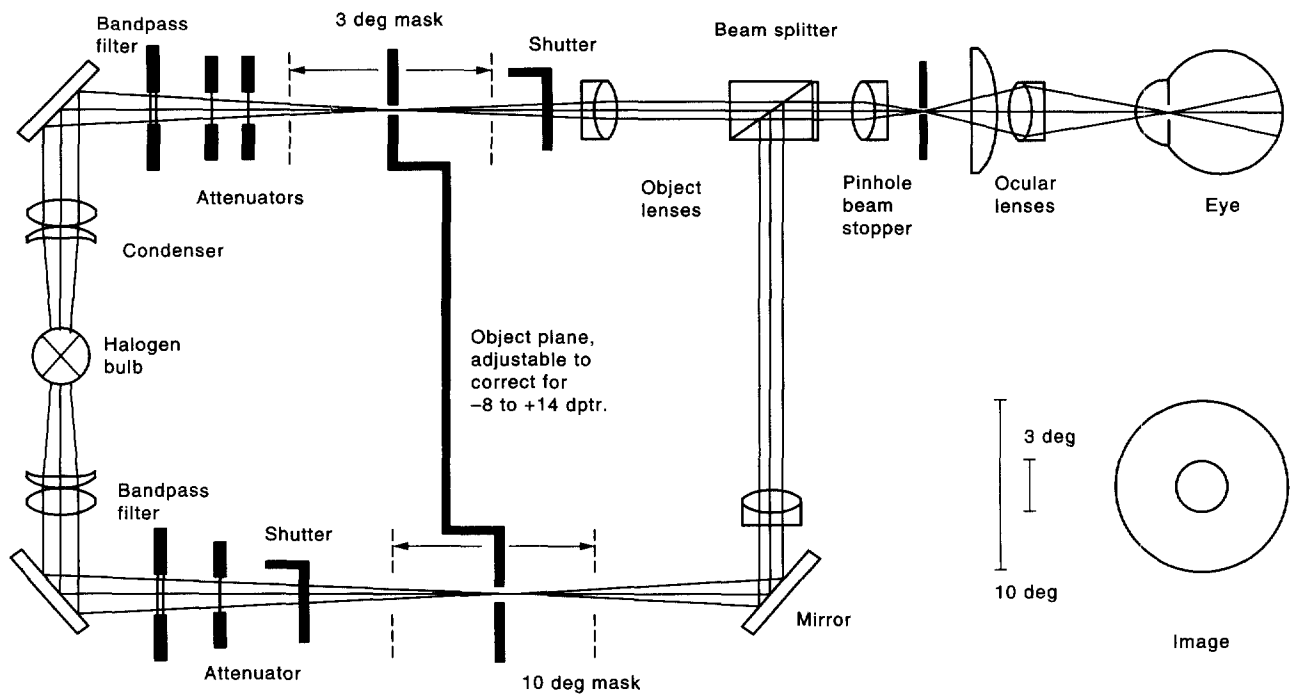 Bandpass
filter
3 deg mask
Shutter
Beam splitter
Attenuators
Object
lenses
Pinhole
beam
stopper
Ocular
lenses
Eye
Condenser
Halogen
bulb
Object plane,
adjustable to
correct for
–8 to +14 dptr.
3 deg
Bandpass
filter
Shutter
10 deg
Mirror
Image
Attenuator
10 deg mask